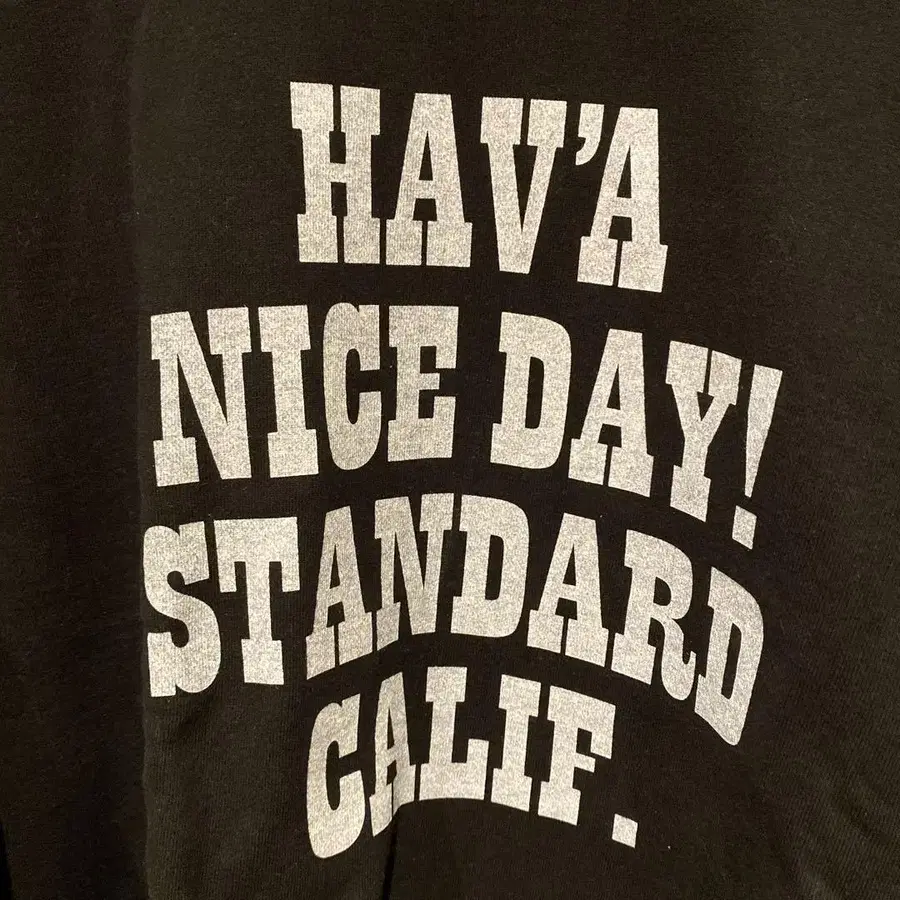 HAV'A
NICE DAY!
STANDARD
CALIF.